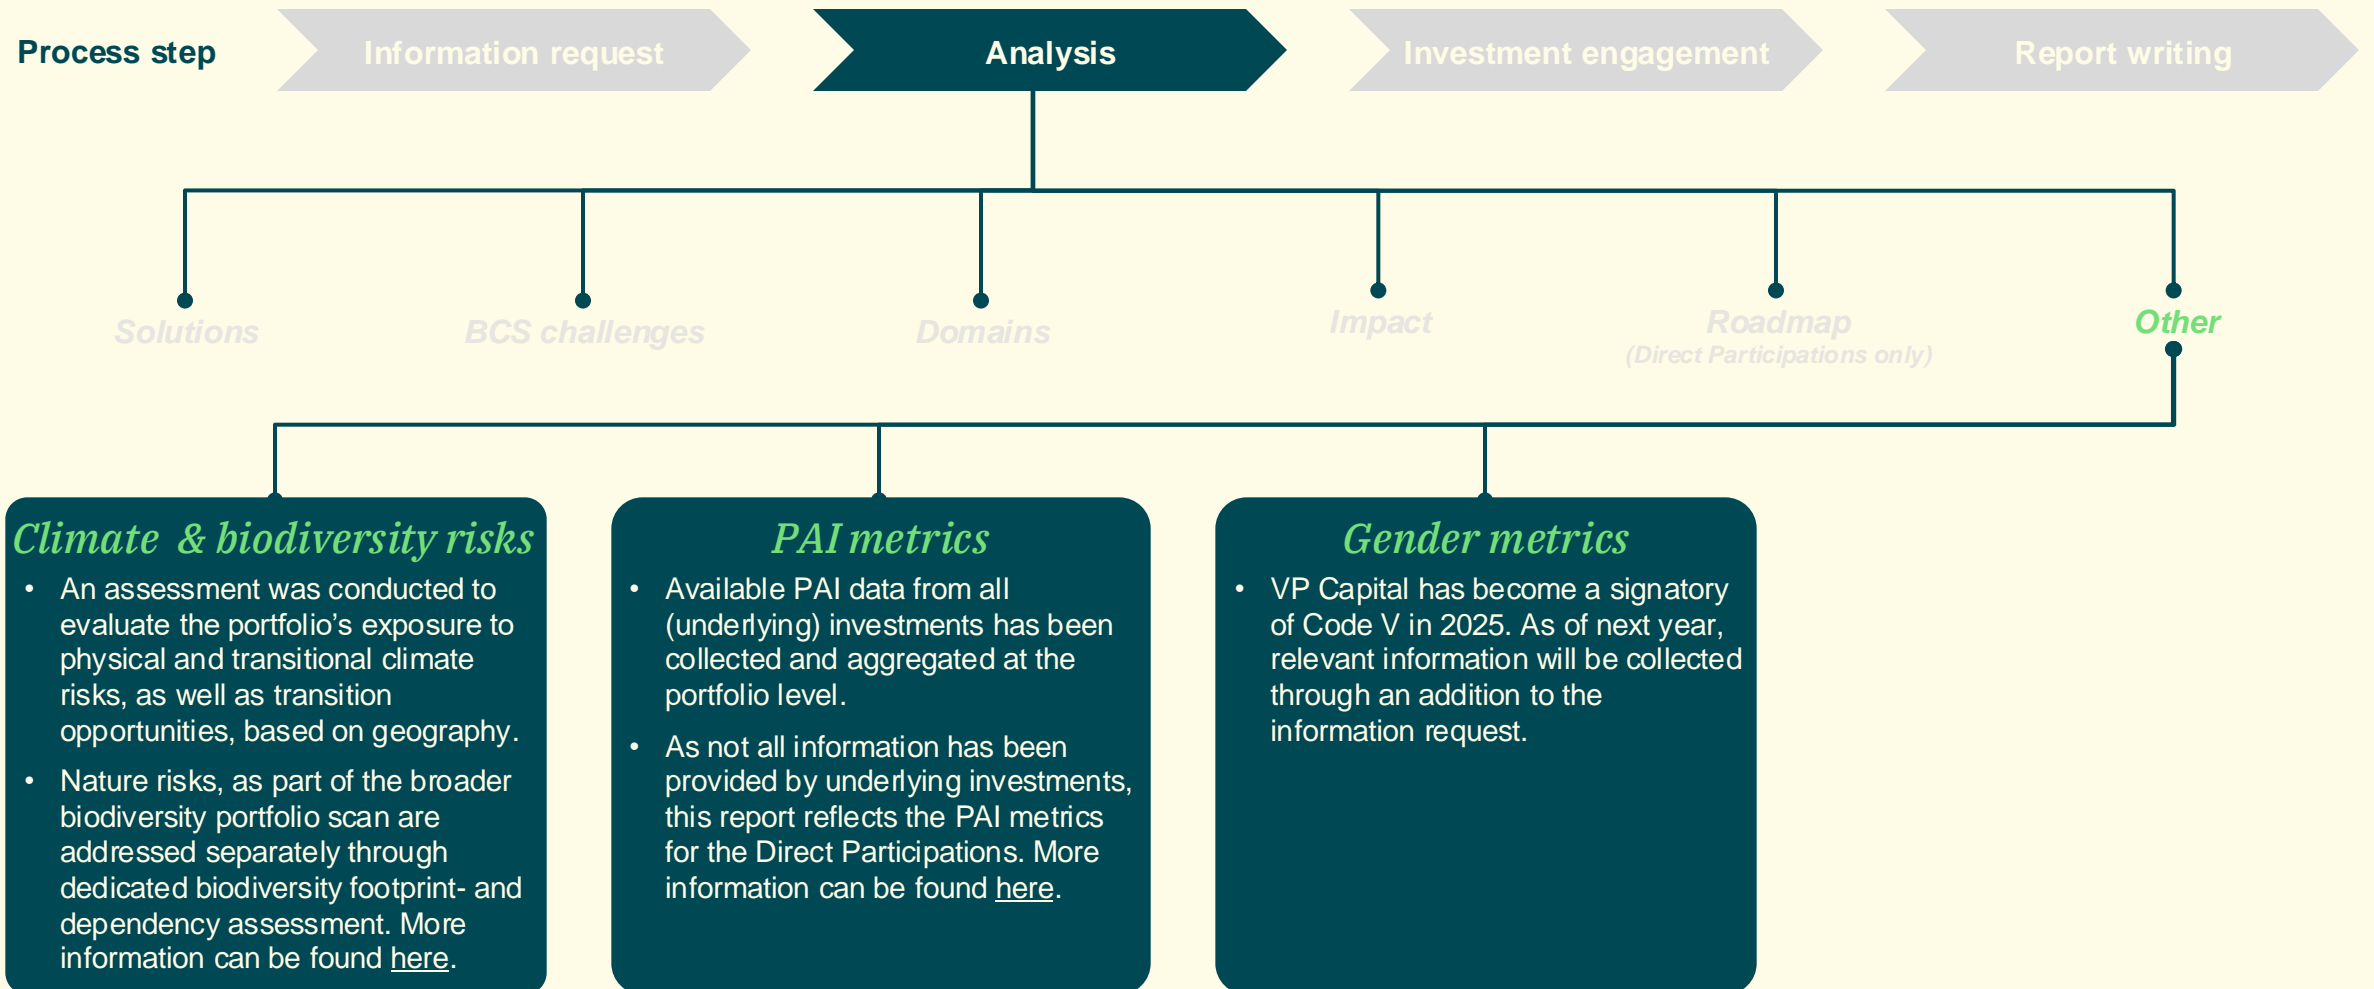 Process step
Information request
Analysis
Investment engagement
Report writing
Solutions
BCS challenges
Domains
Impact
Roadmap
(Direct Participations only)
Other
Climate & biodiversity risks
• An assessment was conducted to
evaluate the portfolio’s exposure to
physical and transitional climate
risks, as well as transition
opportunities, based on geography.
• Nature risks, as part of the broader
biodiversity portfolio scan are
addressed separately through
dedicated biodiversity footprint- and
dependency assessment. More
information can be found here.
PAI metrics
• Available PAI data from all
(underlying) investments has been
collected and aggregated at the
portfolio level.
• As not all information has been
provided by underlying investments,
this report reflects the PAI metrics
for the Direct Participations. More
information can be found here.
Gender metrics
• VP Capital has become a signatory
of Code V in 2025. As of next year,
relevant information will be collected
through an addition to the
information request.